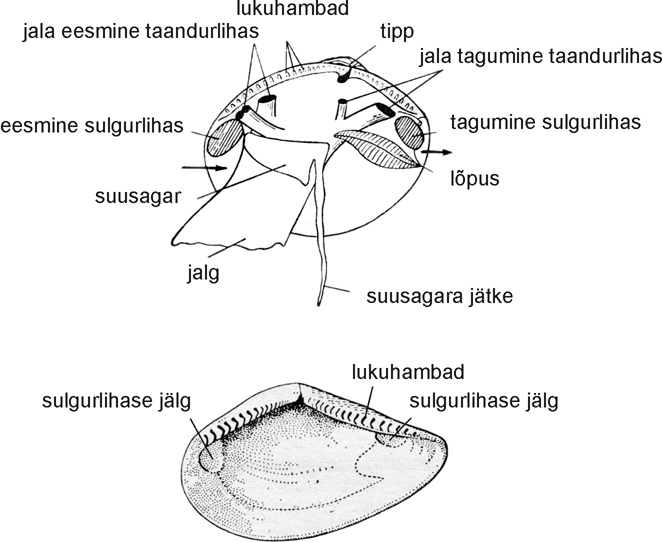 lukuhambad
jala eesmine taandurlihas
tipp
jala tagumine taandurlihas
eesmine sulgurlihas
tagumine sulgurlihas
lõpus
suusagar
jalg
suusagara jätke
lukuhambad
sulgurlihase jälg
sulgurlihase jälg